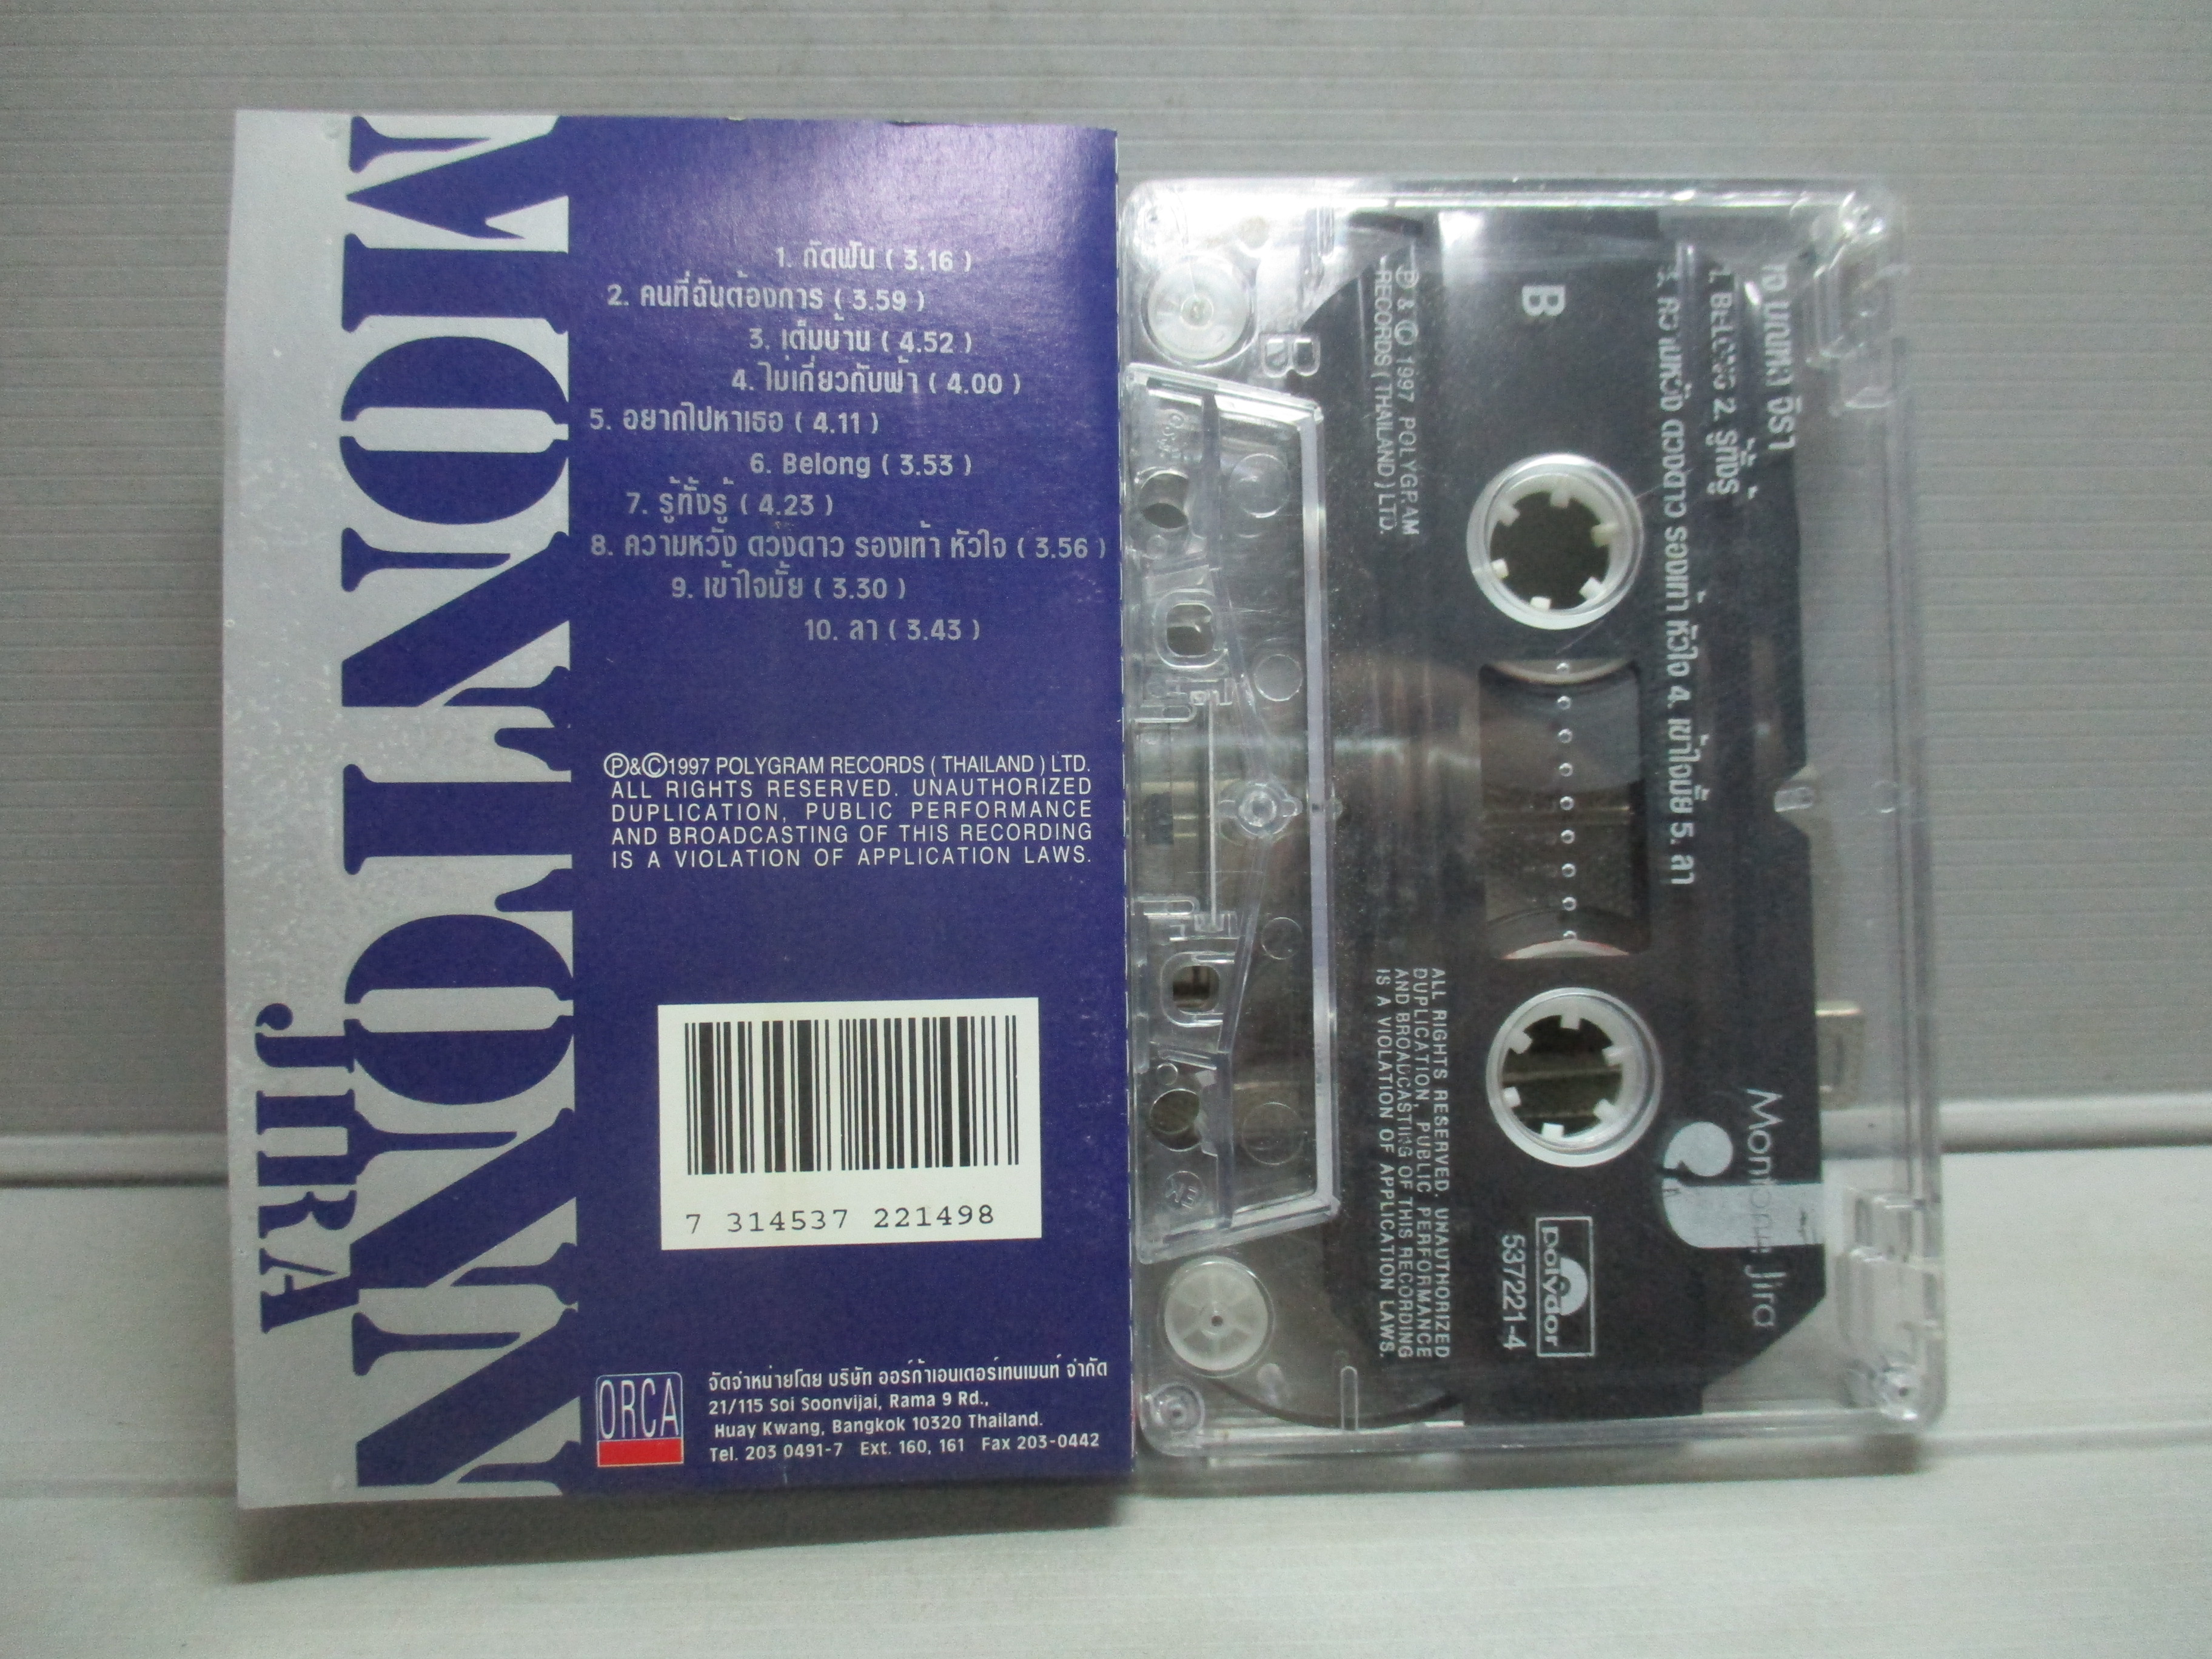 MONTONN
JIRA
1. กัดฟัน ( 3.16 )
2. คนที่ฉันต้องการ ( 3.59 )
3. เต็มบ้าน ( 4.52 )
4. ไม่เกี่ยวกับฟ้า ( 4.00 )
5. อยากไปหาเธอ ( 4.11 )
6. Belong ( 3.53 )
7. รู้ทั้งรู้ ( 4.23 )
8. ความหวัง ดวงดาว รองเท้า หัวใจ ( 3.56 )
9. เข้าใจมั้ย ( 3.30 )
10. ลา ( 3.43 )
Ⓟ&Ⓒ1997 POLYGRAM RECORDS ( THAILAND ) LTD.
ALL RIGHTS RESERVED. UNAUTHORIZED
DUPLICATION, PUBLIC PERFORMANCE
AND BROADCASTING OF THIS RECORDING
IS A VIOLATION OF APPLICATION LAWS.
7 314537 221498
ORCA
จัดจำหน่ายโดย บริษัท ออร์ก้าเอนเตอร์เทนเมนท์ จำกัด
21/115 Soi Soonvijai, Rama 9 Rd.,
Huay Kwang, Bangkok 10320 Thailand.
Tel. 203 0491-7 Ext. 160, 161 Fax 203-0442
เจ มณฑน จิรา
1. BELONG 2. รู้ทั้งรู้
3. ความหวัง ดวงดาว รองเท้า หัวใจ 4. เข้าใจมั้ย 5. ลา
B
B
Ⓟ & Ⓒ 1997 POLYGRAM
RECORDS ( THAILAND ) LTD.
Montonn Jira
polydor
537221-4
ALL RIGHTS RESERVED. UNAUTHORIZED
DUPLICATION, PUBLIC PERFORMANCE
AND BROADCASTING OF THIS RECORDING
IS A VIOLATION OF APPLICATION LAWS.